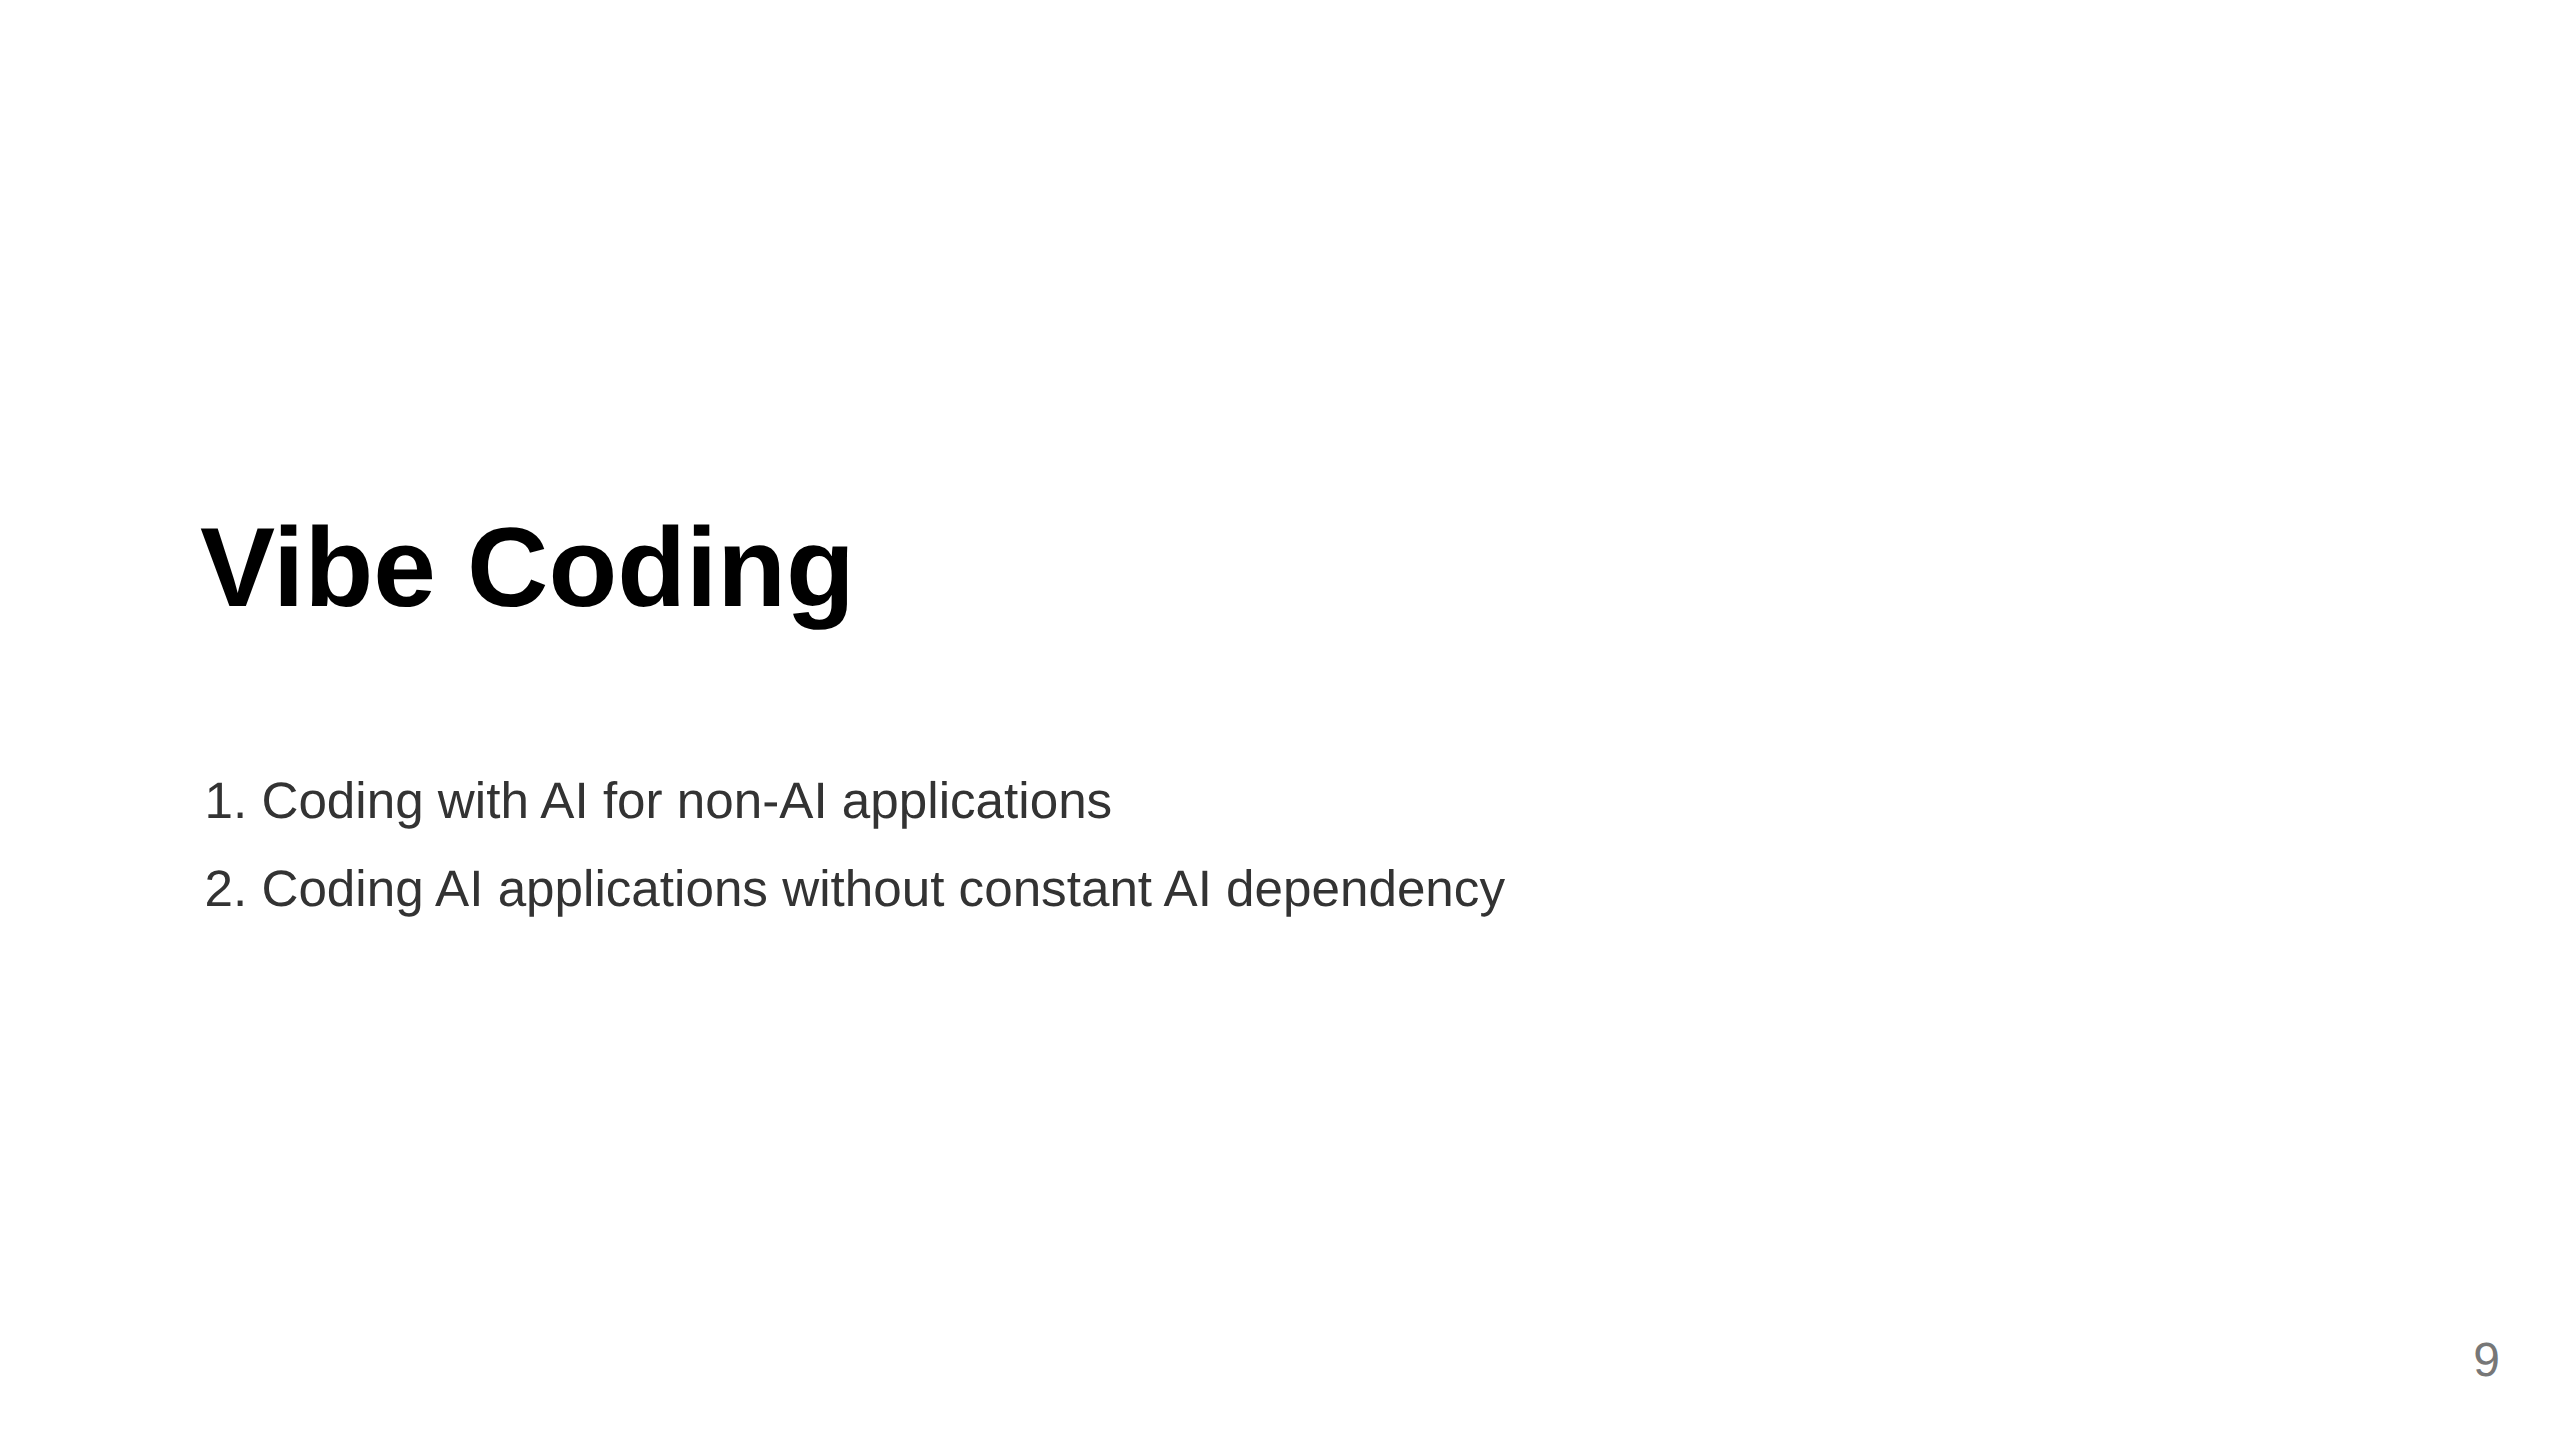 Vibe Coding
1. Coding with AI for non-AI applications
2. Coding AI applications without constant AI dependency
9